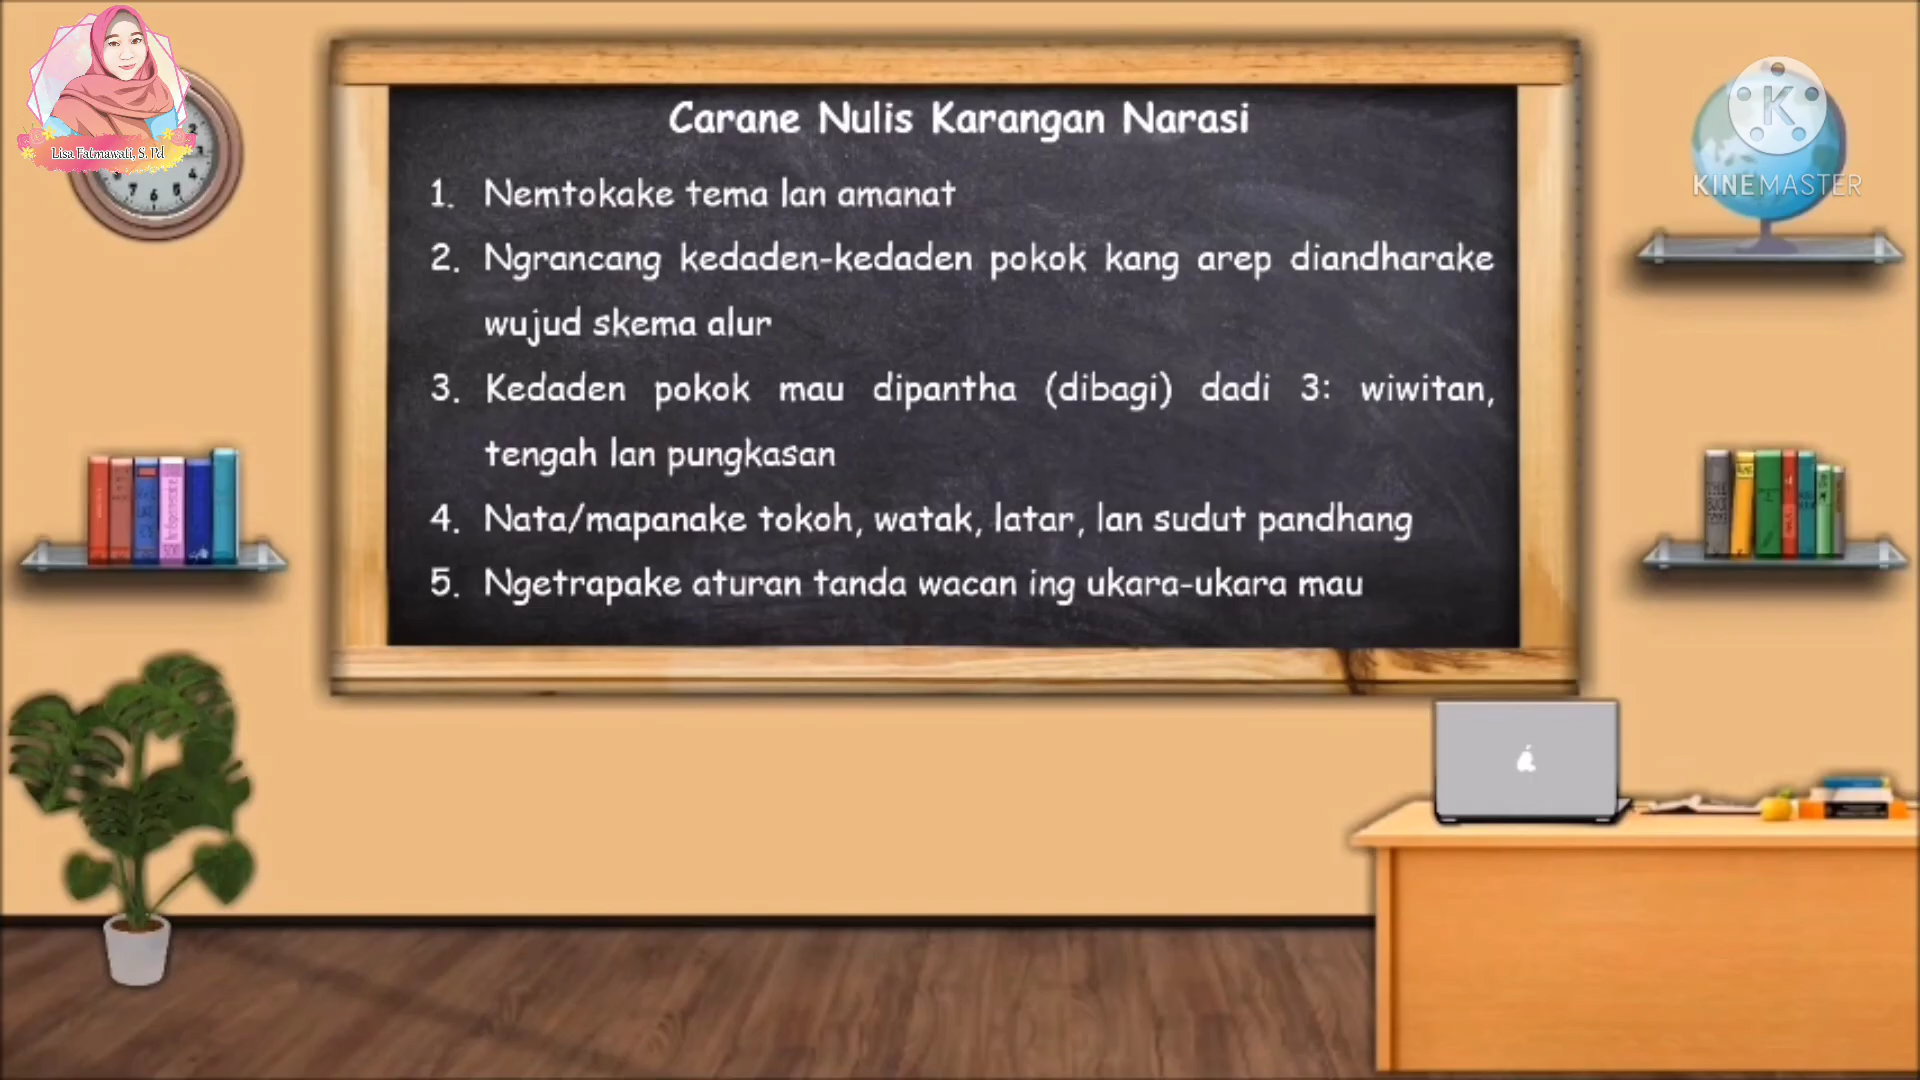 Lisa Fatmawati, S. Pd
Carane Nulis Karangan Narasi
1. Nemtokake tema lan amanat
2. Ngrancang kedaden-kedaden pokok kang arep diandharake
wujud skema alur
3. Kedaden pokok mau dipantha (dibagi) dadi 3: wiwitan,
tengah lan pungkasan
4. Nata/mapanake tokoh, watak, latar, lan sudut pandhang
5. Ngetrapake aturan tanda wacan ing ukara-ukara mau
K
KINEMASTER